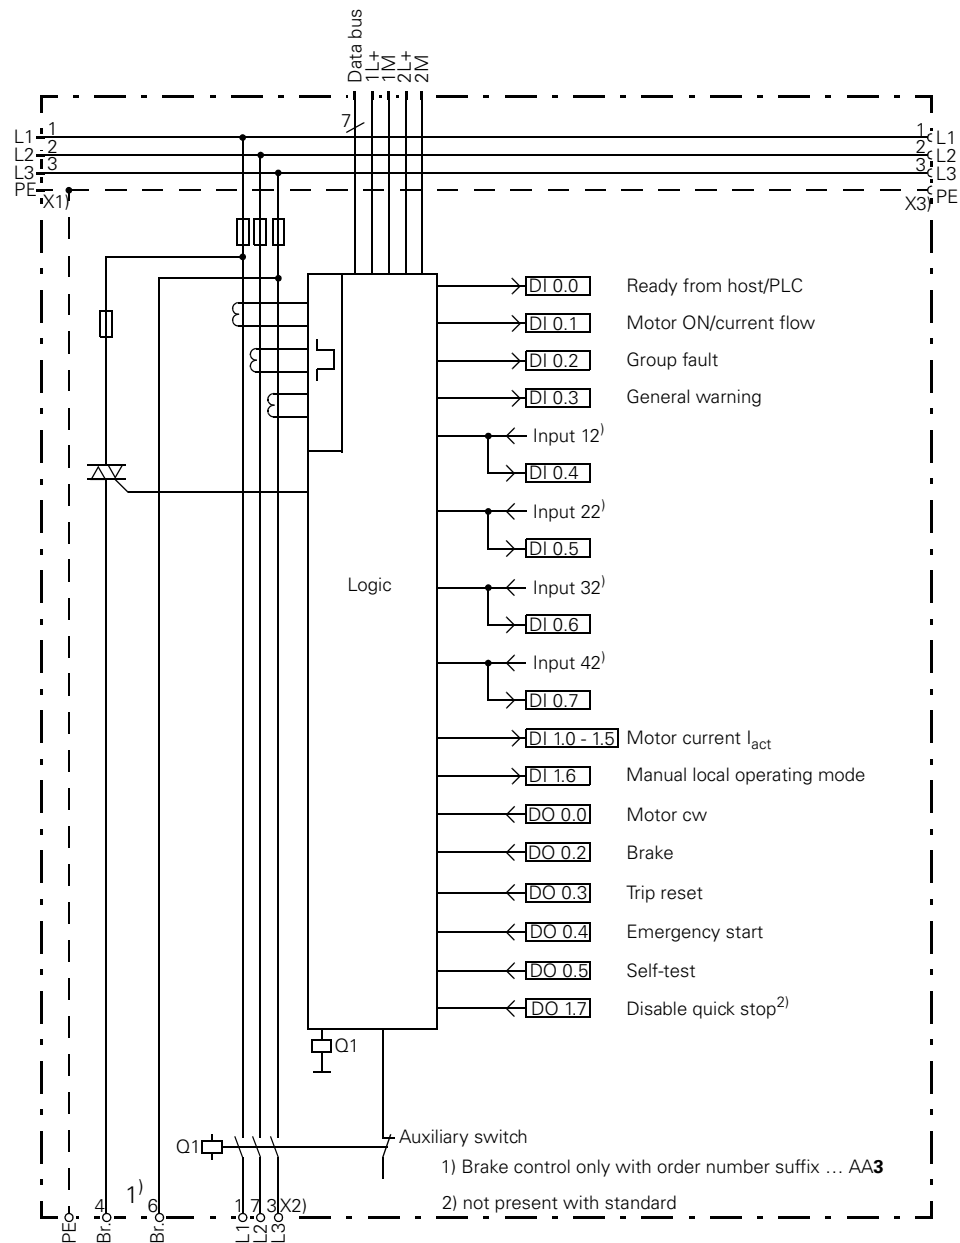 Data bus
1L+
1M
2L+
2M
7
L1 1
L2 2
L3 3
PE
X1)
1 L1
2 L2
3 L3
PE
X3)
DI 0.0 Ready from host/PLC
DI 0.1 Motor ON/current flow
DI 0.2 Group fault
DI 0.3 General warning
Input 12)
DI 0.4
Input 22)
DI 0.5
Logic
Input 32)
DI 0.6
Input 42)
DI 0.7
DI 1.0 - 1.5 Motor current Iact
DI 1.6 Manual local operating mode
DO 0.0 Motor cw
DO 0.2 Brake
DO 0.3 Trip reset
DO 0.4 Emergency start
DO 0.5 Self-test
DO 1.7 Disable quick stop2)
Q1
Q1
Auxiliary switch
1) Brake control only with order number suffix … AA3
2) not present with standard
1)
4 6 1 7 3 X2)
PE Br. Br. L1 L2 L3